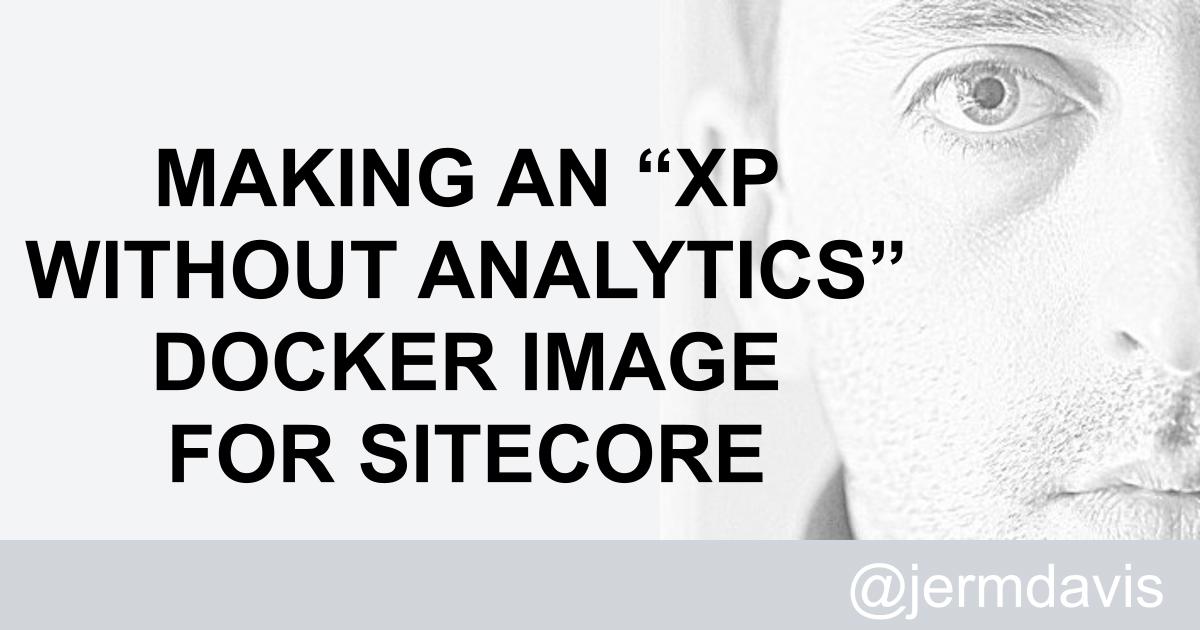 MAKING AN “XP
WITHOUT ANALYTICS”
DOCKER IMAGE
FOR SITECORE
@jermdavis